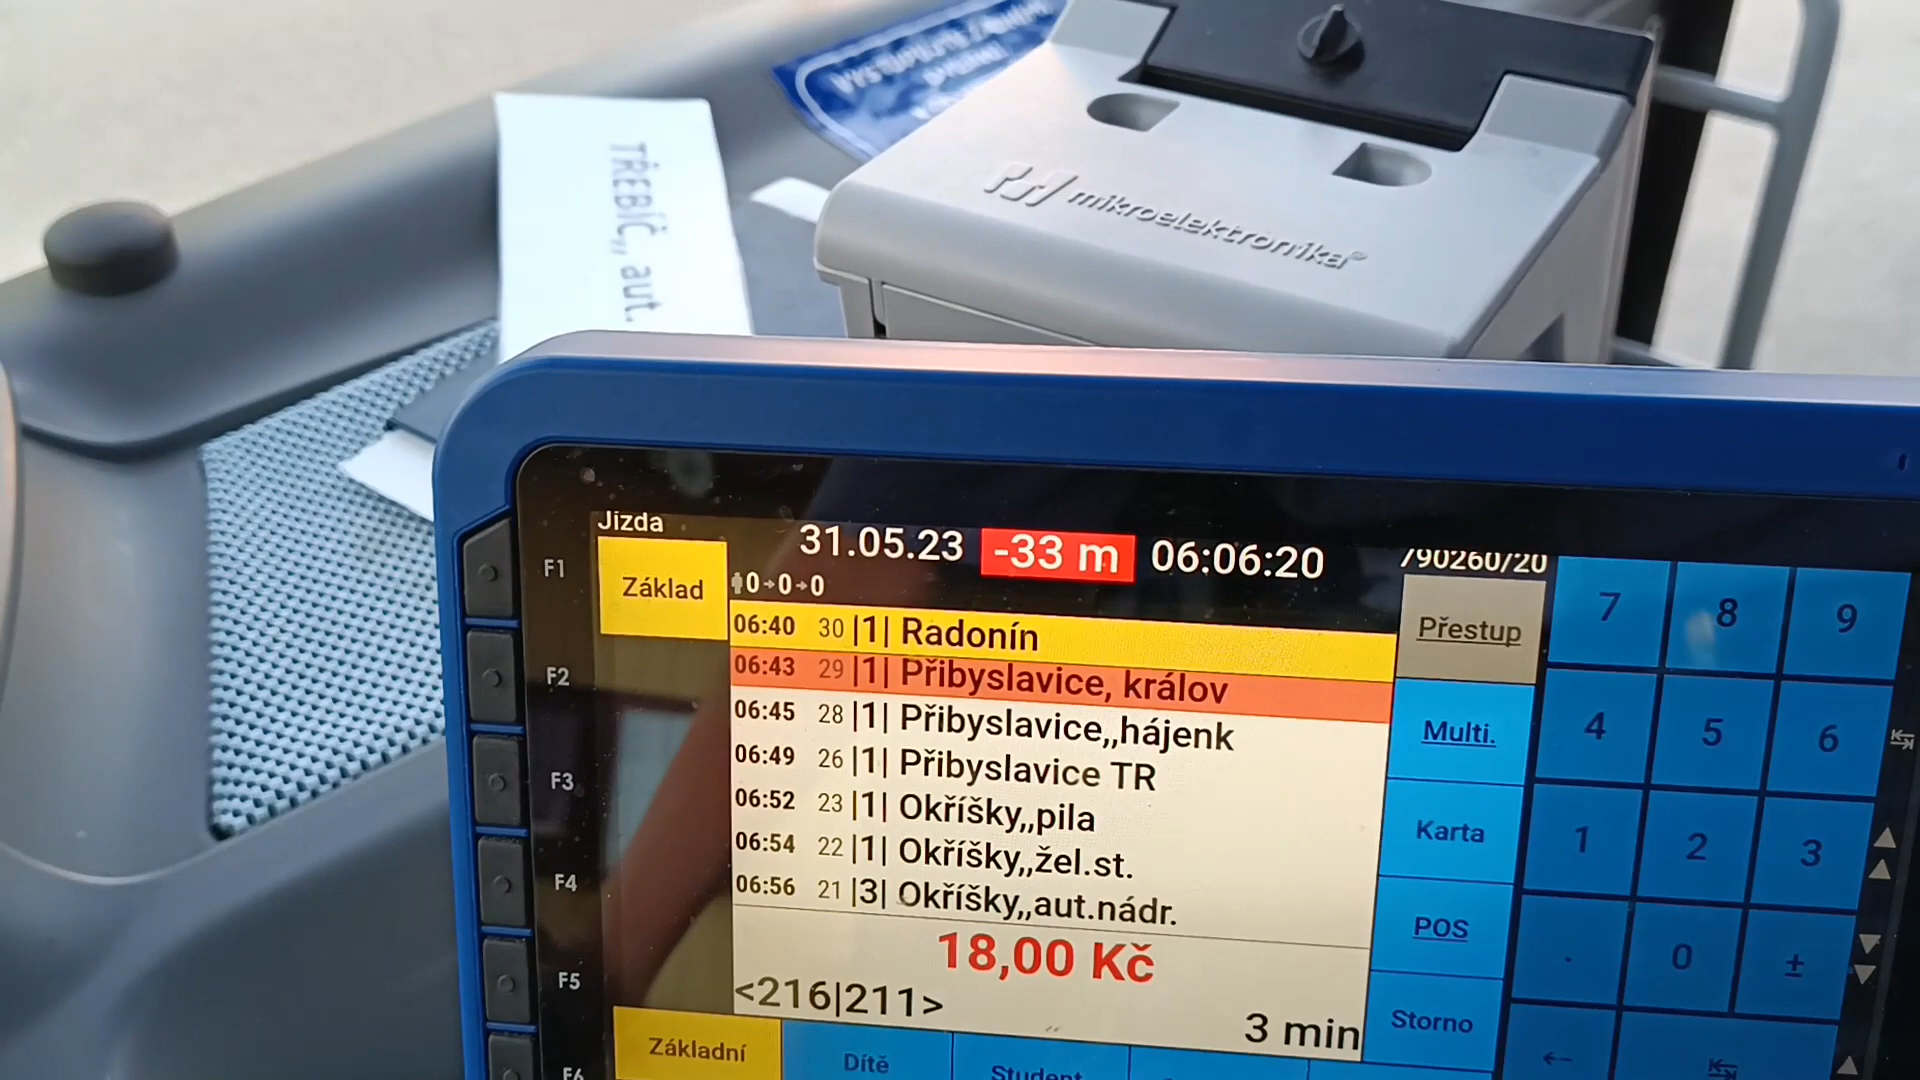 TŘEBÍČ,, aut.
mikroelektronika®
Jízda
31.05.23 -33 m 06:06:20
790260/20
0→0→0
Základ
06:40 30 |1| Radonín
06:43 29 |1| Přibyslavice, králov
06:45 28 |1| Přibyslavice,,hájenk
06:49 26 |1| Přibyslavice TR
06:52 23 |1| Okříšky,,pila
06:54 22 |1| Okříšky,,žel.st.
06:56 21 |3| Okříšky,,aut.nádr.
18,00 Kč
<216|211>
3 min
Přestup
Multi.
Karta
POS
Storno
7 8 9
4 5 6
1 2 3
. 0 ±
←
F1
F2
F3
F4
F5
F6
Základní
Dítě
Student